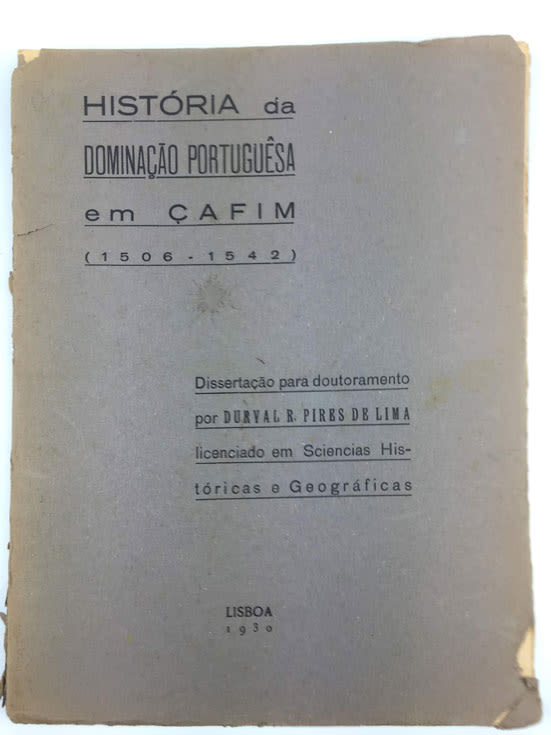 HISTÓRIA da
DOMINAÇÃO PORTUGUÊSA
em ÇAFIM
(1506-1542)
Dissertação para doutoramento
por DURVAL R. PIRES DE LIMA
licenciado em Sciencias His-
tóricas e Geográficas
LISBOA
1930